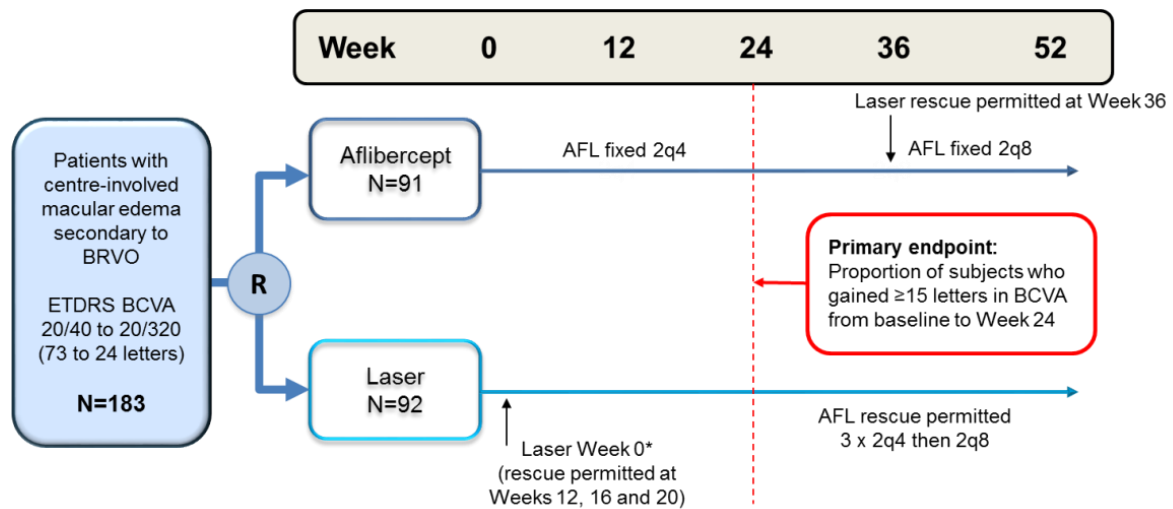 Week 0 12 24 36 52
Laser rescue permitted at Week 36
Patients with
centre-involved
macular edema
secondary to
BRVO
ETDRS BCVA
20/40 to 20/320
(73 to 24 letters)
N=183
R
Aflibercept
N=91
AFL fixed 2q4
AFL fixed 2q8
Primary endpoint:
Proportion of subjects who
gained ≥15 letters in BCVA
from baseline to Week 24
Laser
N=92
Laser Week 0*
(rescue permitted at
Weeks 12, 16 and 20)
AFL rescue permitted
3 x 2q4 then 2q8